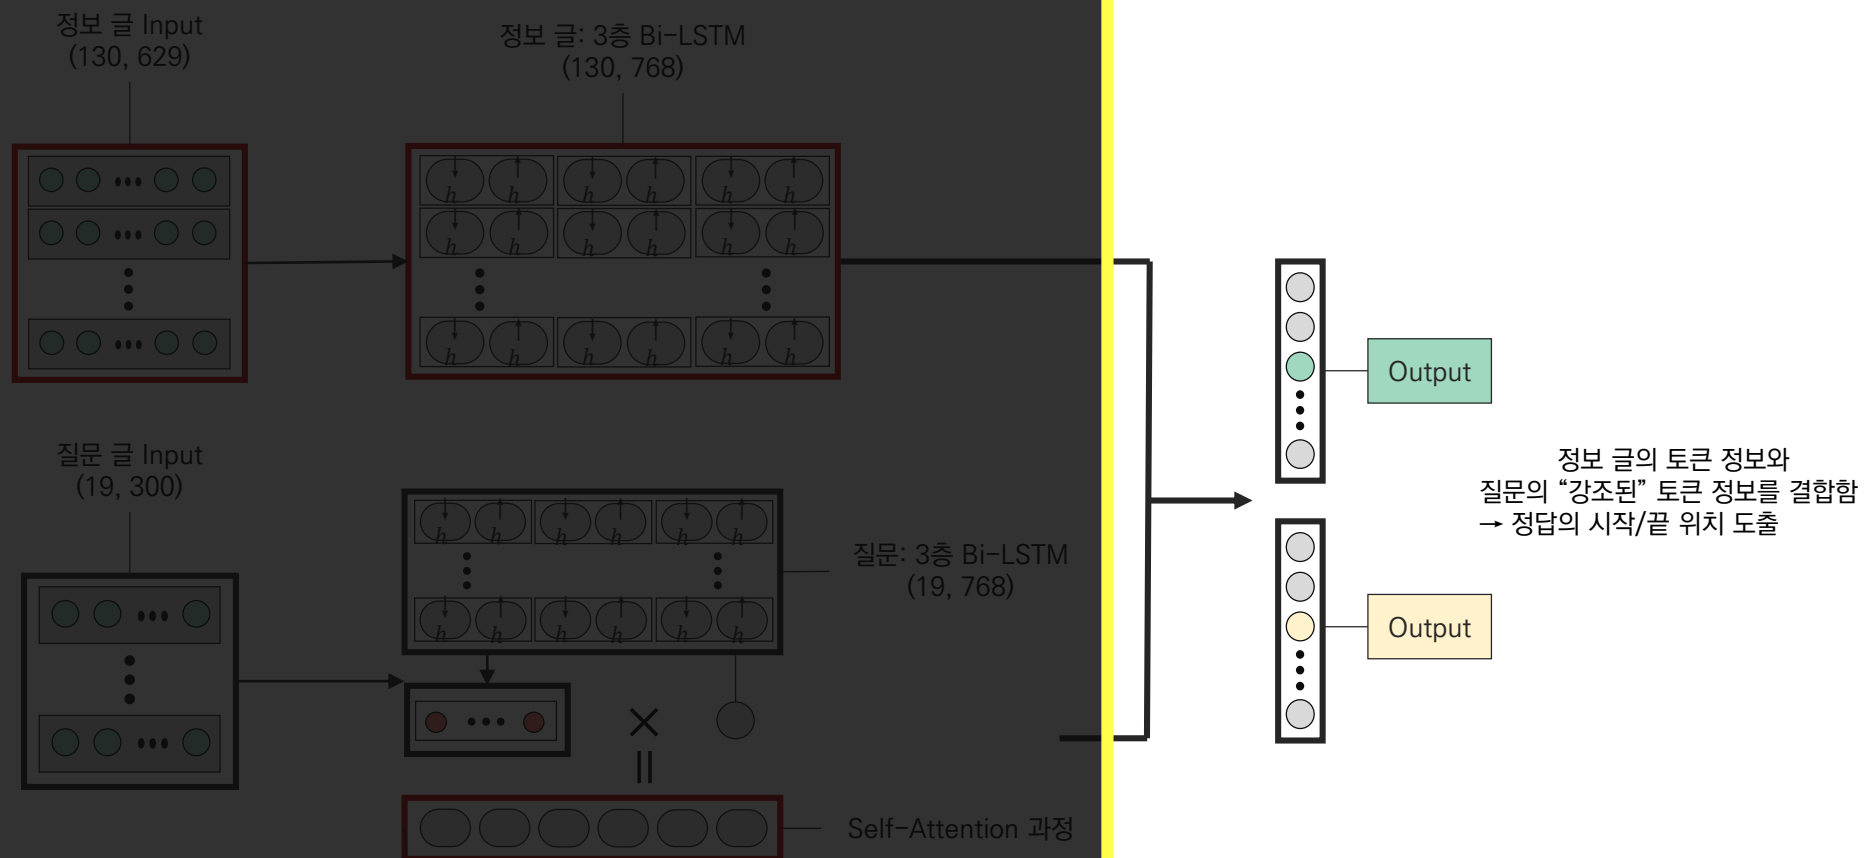 정보 글 Input
(130, 629)
정보 글: 3층 Bi-LSTM
(130, 768)
h h h h h h
h h h h h h
h h h h h h
Output
질문 글 Input
(19, 300)
h h h h h h
질문: 3층 Bi-LSTM
(19, 768)
h h h h h h
정보 글의 토큰 정보와
질문의 “강조된” 토큰 정보를 결합함
→ 정답의 시작/끝 위치 도출
Output
×
=
Self-Attention 과정